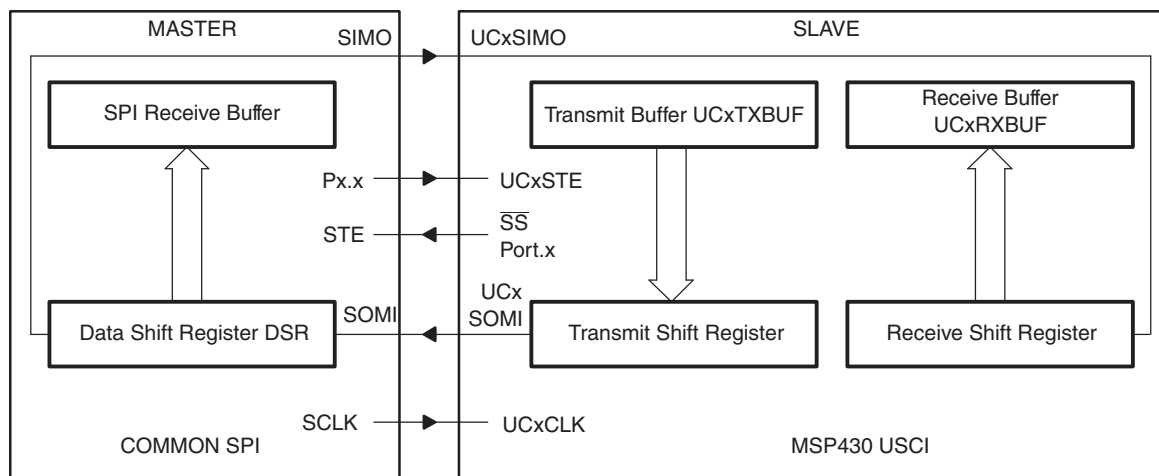 MASTER
SLAVE
SIMO
UCxSIMO
SPI Receive Buffer
Transmit Buffer UCxTXBUF
Receive Buffer
UCxRXBUF
Px.x
UCxSTE
STE
S̅S̅
Port.x
SOMI
UCx
SOMI
Data Shift Register DSR
Transmit Shift Register
Receive Shift Register
SCLK
UCxCLK
COMMON SPI
MSP430 USCI